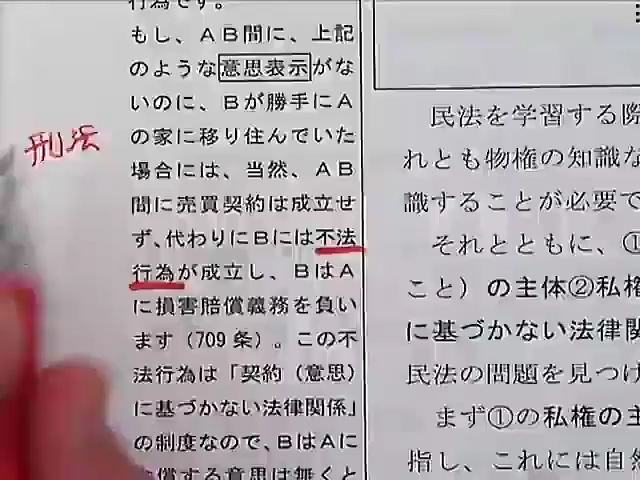 行為です。
もし、AB間に、上記
のような意思表示がな
いのに、Bが勝手にA
の家に移り住んでいた
場合には、当然、AB
間に売買契約は成立せ
ず、代わりにBには不法
行為が成立し、BはA
に損害賠償義務を負い
ます(709条)。この不
法行為は「契約(意思)
に基づかない法律関係」
の制度なので、BはAに
償する意思は無くと
刑法
民法を学習する際
れとも物権の知識な
識することが必要で
それとともに、①
こと)の主体②私権
に基づかない法律関
民法の問題を見つけ
まず①の私権の主
指し、これには自然